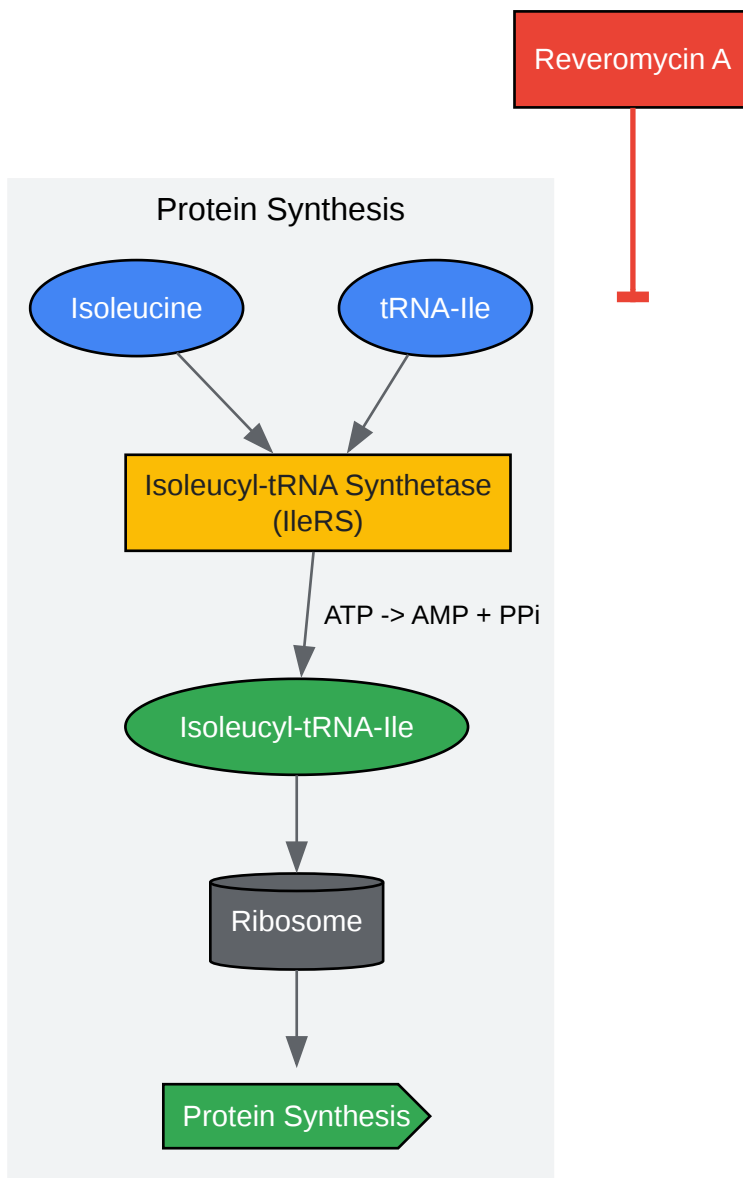 Reveromycin A
Protein Synthesis
Isoleucine
tRNA-Ile
Isoleucyl-tRNA Synthetase
(IleRS)
ATP -> AMP + PPi
Isoleucyl-tRNA-Ile
Ribosome
Protein Synthesis